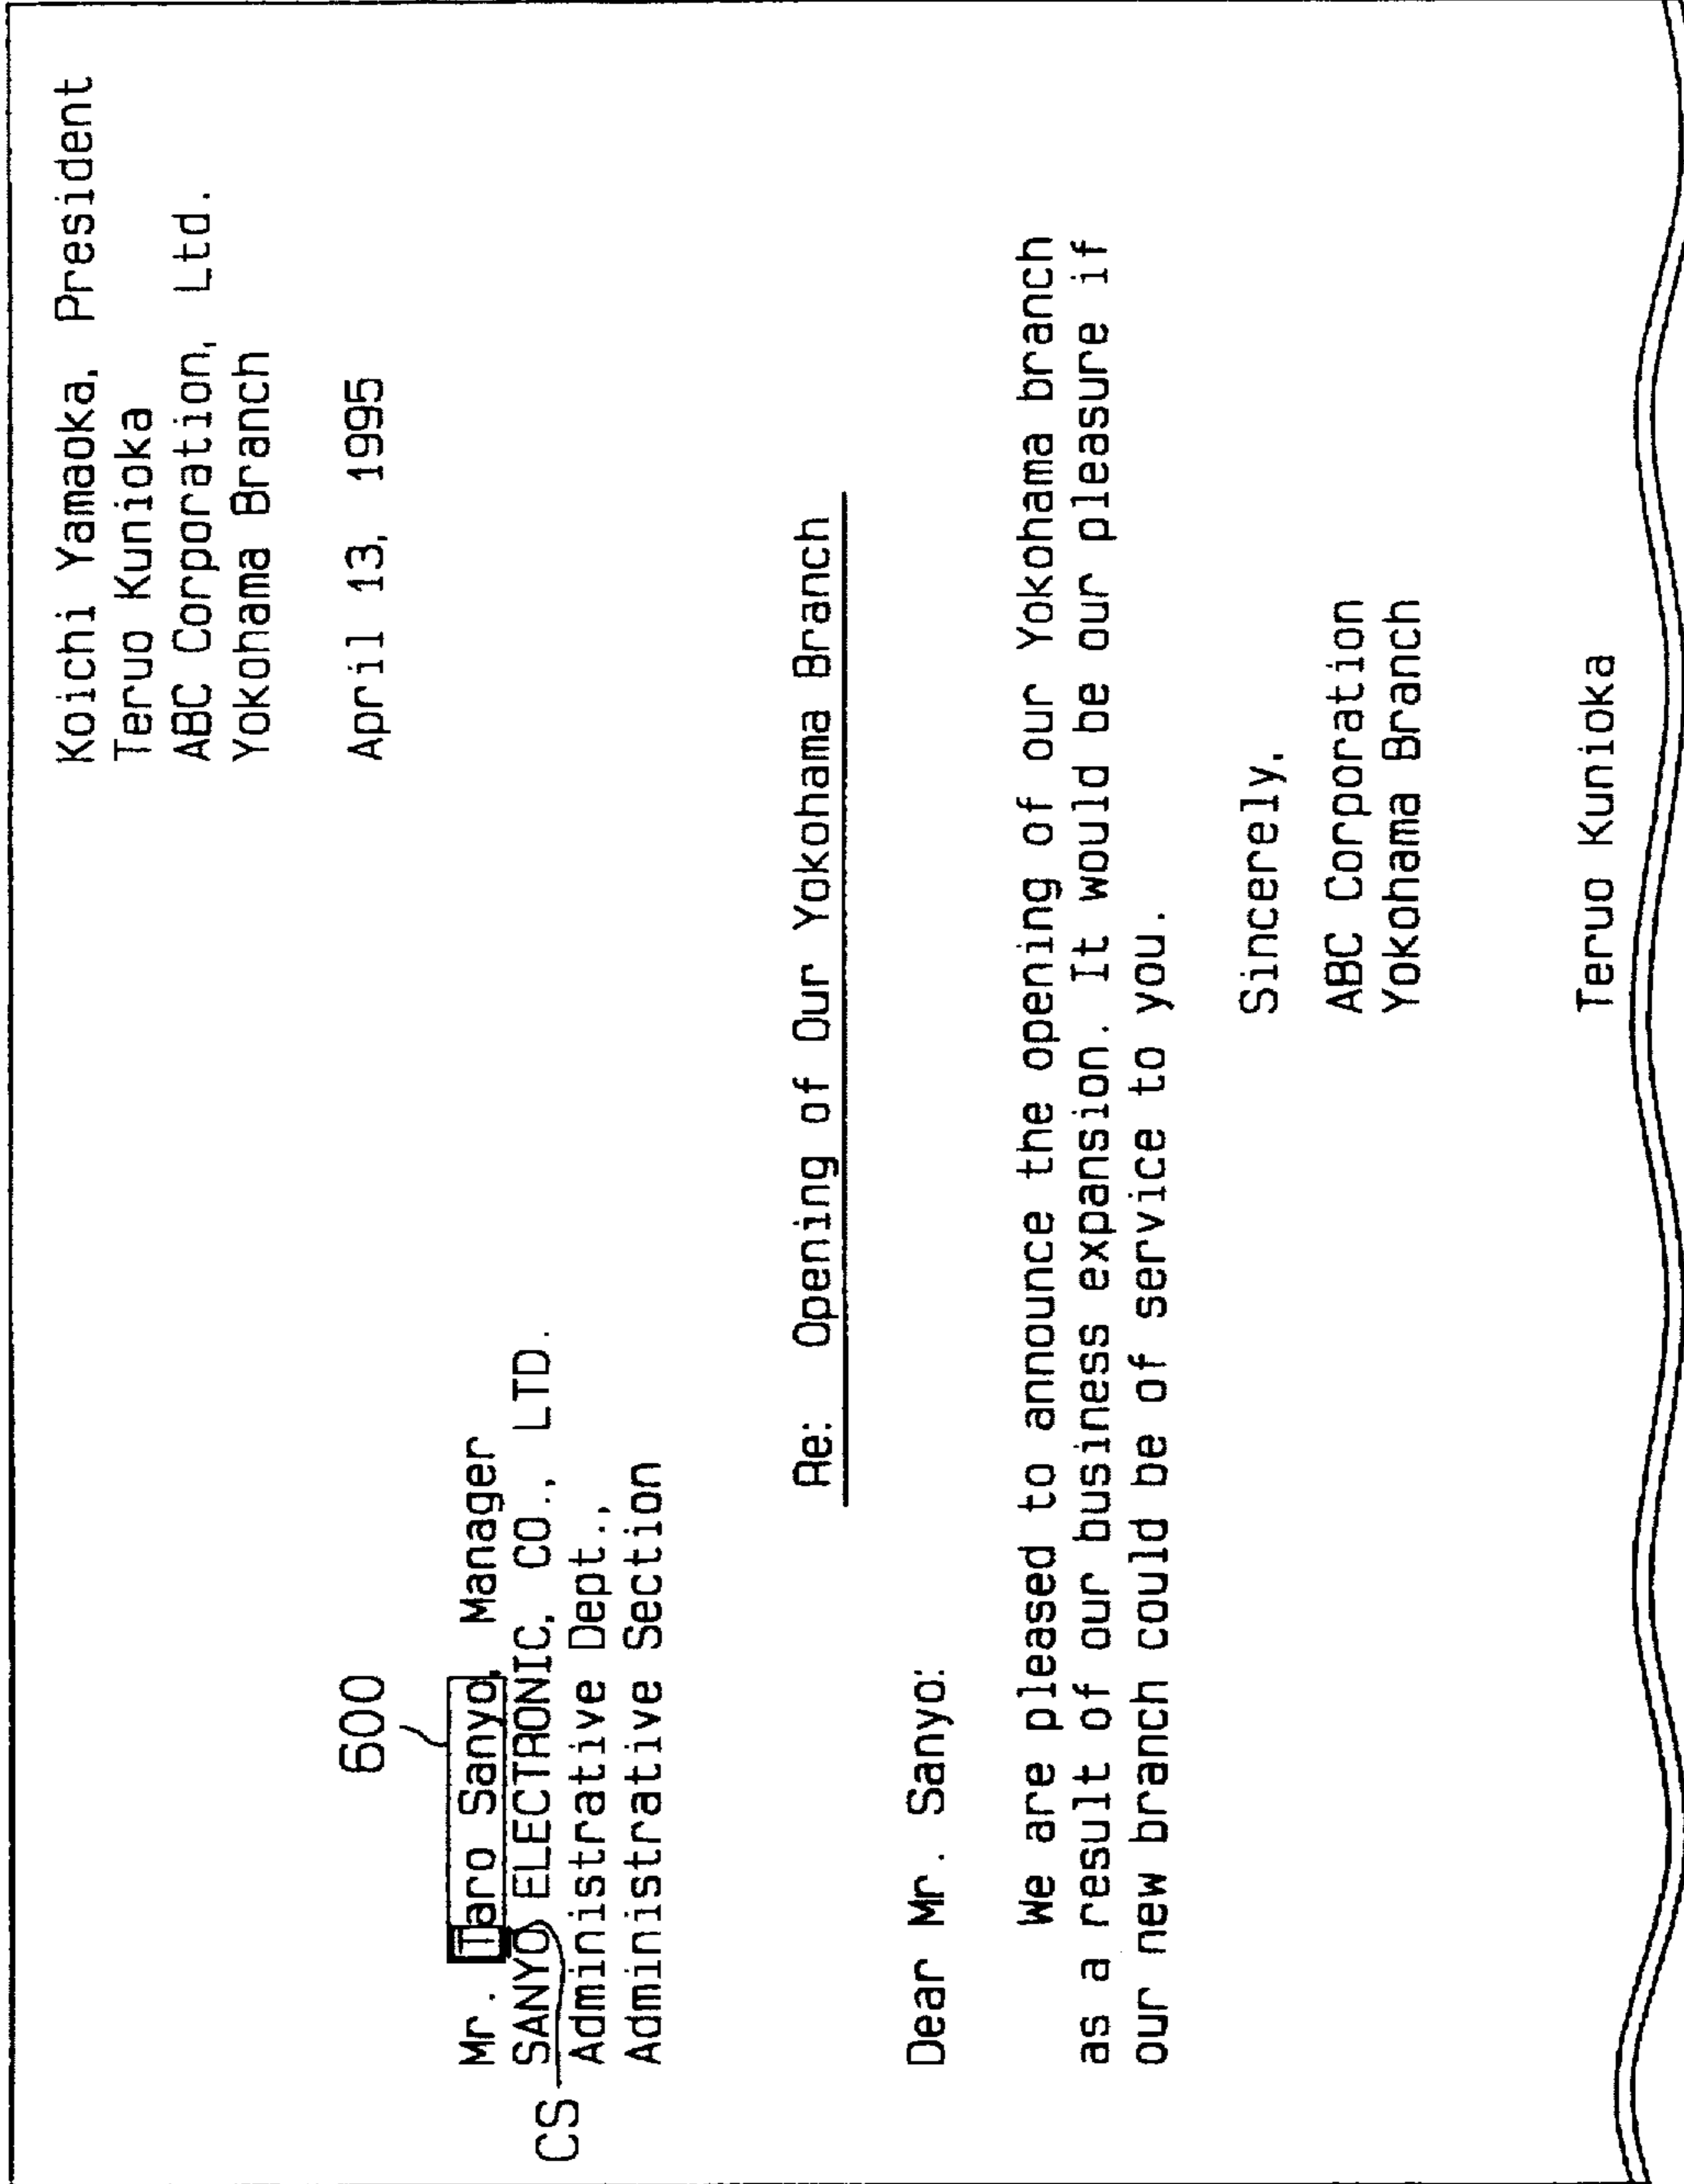 Koichi Yamaoka, President
Teruo Kunioka
ABC Corporation, Ltd.
Yokohama Branch
April 13, 1995
600
Mr. Taro Sanyo, Manager
SANYO ELECTRONIC, CO., LTD.
CS
Administrative Dept.,
Administrative Section
Re: Opening of Our Yokohama Branch
Dear Mr. Sanyo:
We are pleased to announce the opening of our Yokohama branch
as a result of our business expansion. It would be our pleasure if
our new branch could be of service to you.
Sincerely,
ABC Corporation
Yokohama Branch
Teruo Kunioka